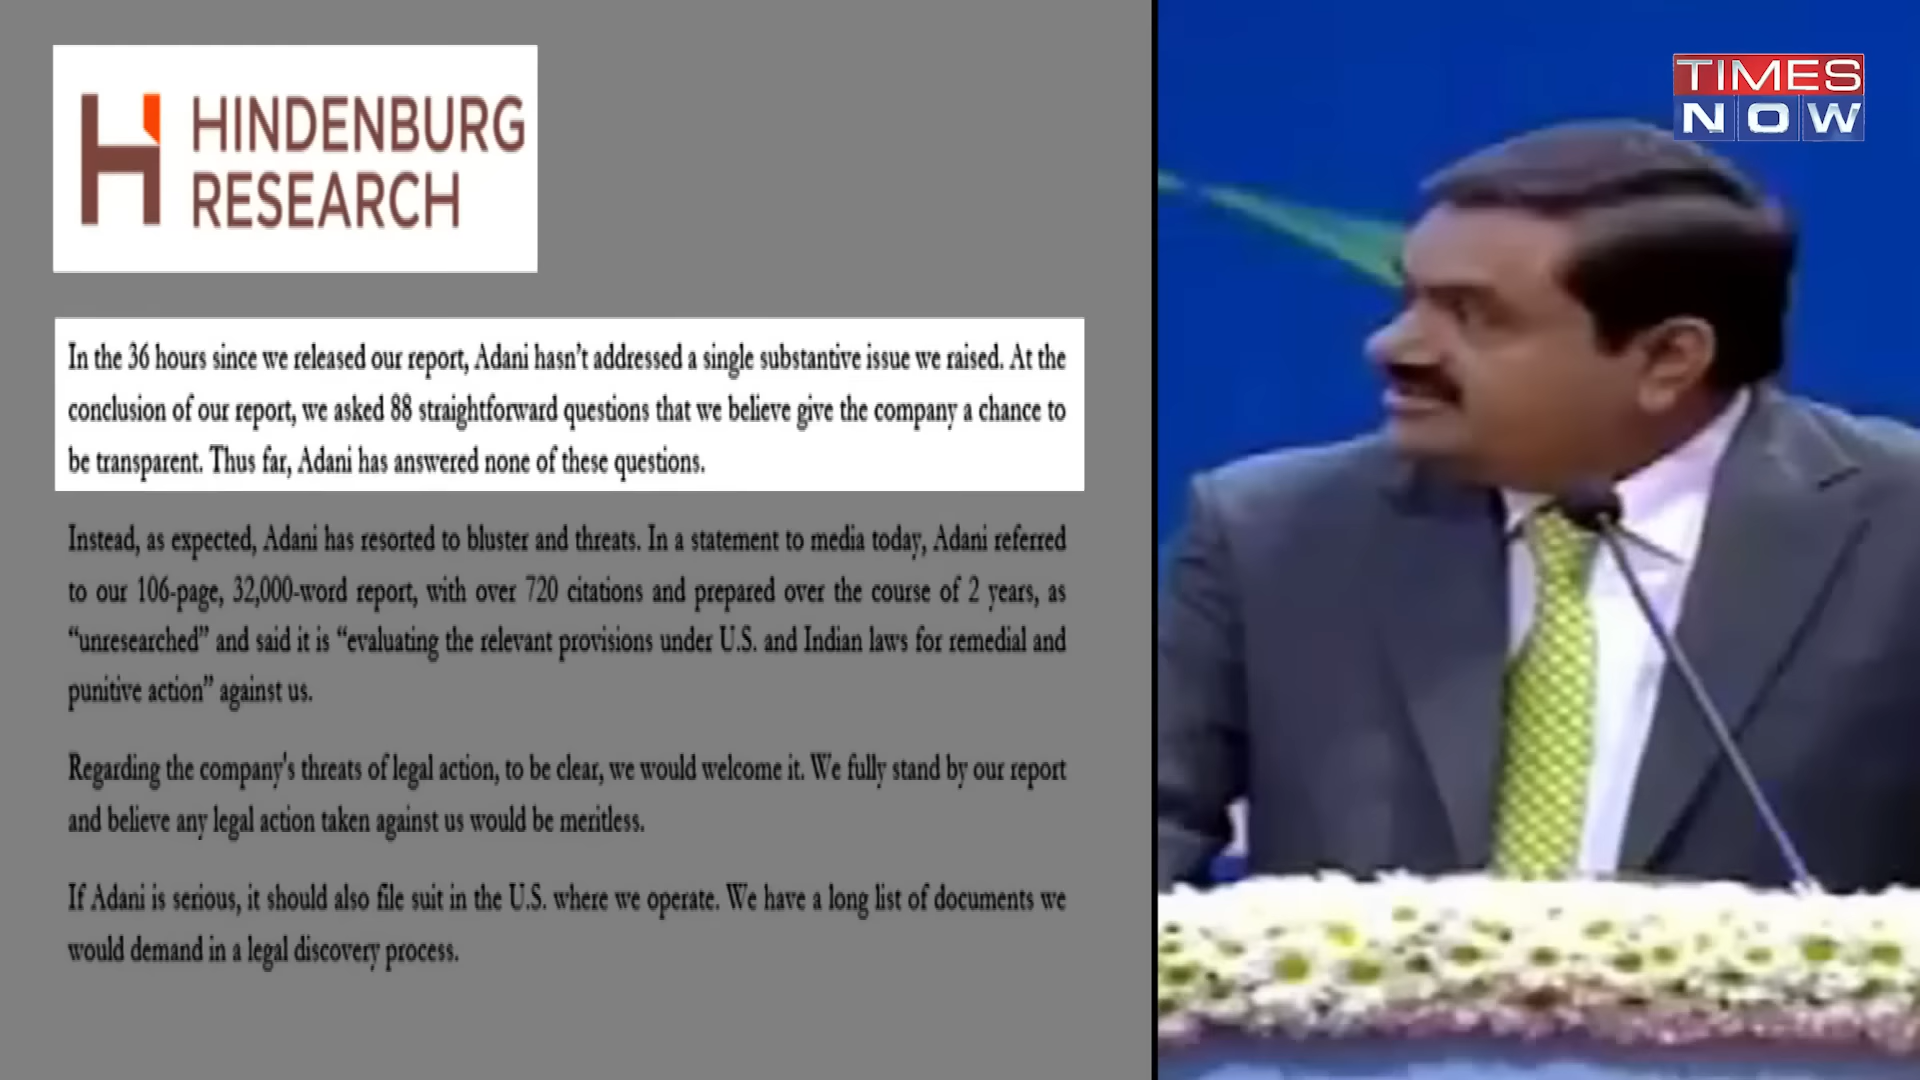 HINDENBURG
RESEARCH
TIMES
NOW
In the 36 hours since we released our report, Adani hasn’t addressed a single substantive issue we raised. At the
conclusion of our report, we asked 88 straightforward questions that we believe give the company a chance to
be transparent. Thus far, Adani has answered none of these questions.
Instead, as expected, Adani has resorted to bluster and threats. In a statement to media today, Adani referred
to our 106-page, 32,000-word report, with over 720 citations and prepared over the course of 2 years, as
“unresearched” and said it is “evaluating the relevant provisions under U.S. and Indian laws for remedial and
punitive action” against us.
Regarding the company's threats of legal action, to be clear, we would welcome it. We fully stand by our report
and believe any legal action taken against us would be meritless.
If Adani is serious, it should also file suit in the U.S. where we operate. We have a long list of documents we
would demand in a legal discovery process.